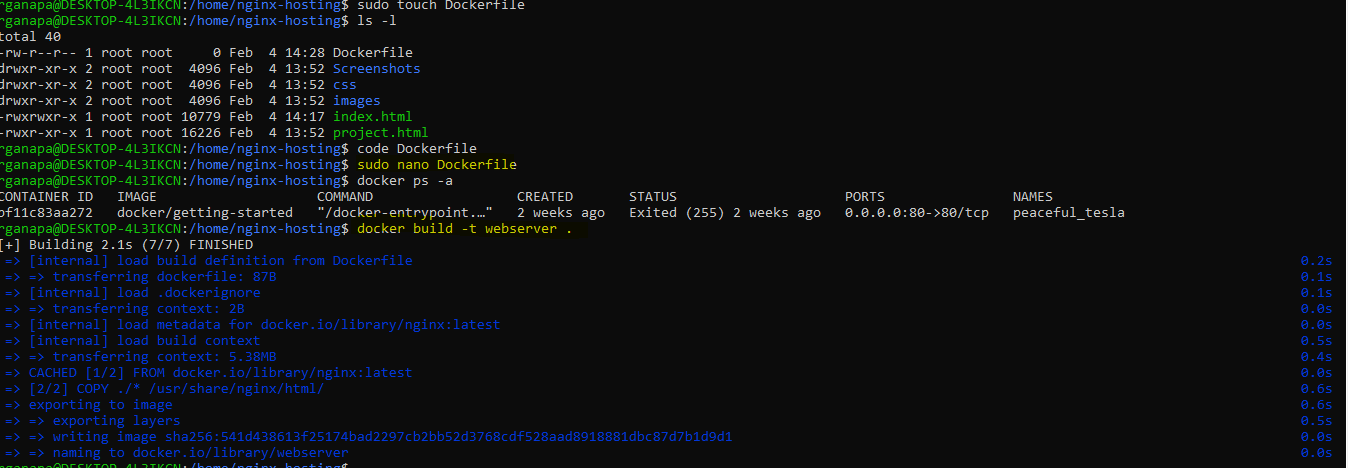 rganapa@DESKTOP-4L3IKCN:/home/nginx-hosting$ sudo touch Dockerfile
rganapa@DESKTOP-4L3IKCN:/home/nginx-hosting$ ls -l
total 40
-rw-r--r-- 1 root root     0 Feb  4 14:28 Dockerfile
drwxr-xr-x 2 root root  4096 Feb  4 13:52 Screenshots
drwxr-xr-x 2 root root  4096 Feb  4 13:52 css
drwxr-xr-x 2 root root  4096 Feb  4 13:52 images
-rwxrwxr-x 1 root root 10779 Feb  4 14:17 index.html
-rwxr-xr-x 1 root root 16226 Feb  4 13:52 project.html
rganapa@DESKTOP-4L3IKCN:/home/nginx-hosting$ code Dockerfile
rganapa@DESKTOP-4L3IKCN:/home/nginx-hosting$ sudo nano Dockerfile
rganapa@DESKTOP-4L3IKCN:/home/nginx-hosting$ docker ps -a
CONTAINER ID   IMAGE                    COMMAND                  CREATED       STATUS                    PORTS                NAMES
bf11c83aa272   docker/getting-started   "/docker-entrypoint.…"   2 weeks ago   Exited (255) 2 weeks ago   0.0.0.0:80->80/tcp   peaceful_tesla
rganapa@DESKTOP-4L3IKCN:/home/nginx-hosting$ docker build -t webserver .
[+] Building 2.1s (7/7) FINISHED
=> [internal] load build definition from Dockerfile 0.2s
=> => transferring dockerfile: 87B 0.1s
=> [internal] load .dockerignore 0.1s
=> => transferring context: 2B 0.0s
=> [internal] load metadata for docker.io/library/nginx:latest 0.0s
=> [internal] load build context 0.5s
=> => transferring context: 5.38MB 0.4s
=> CACHED [1/2] FROM docker.io/library/nginx:latest 0.0s
=> [2/2] COPY ./* /usr/share/nginx/html/ 0.6s
=> exporting to image 0.6s
=> => exporting layers 0.5s
=> => writing image sha256:541d438613f25174bad2297cb2bb52d3768cdf528aad8918881dbc87d7b1d9d1 0.0s
=> => naming to docker.io/library/webserver 0.0s
rganapa@DESKTOP-4L3IKCN:/home/nginx-hosting$